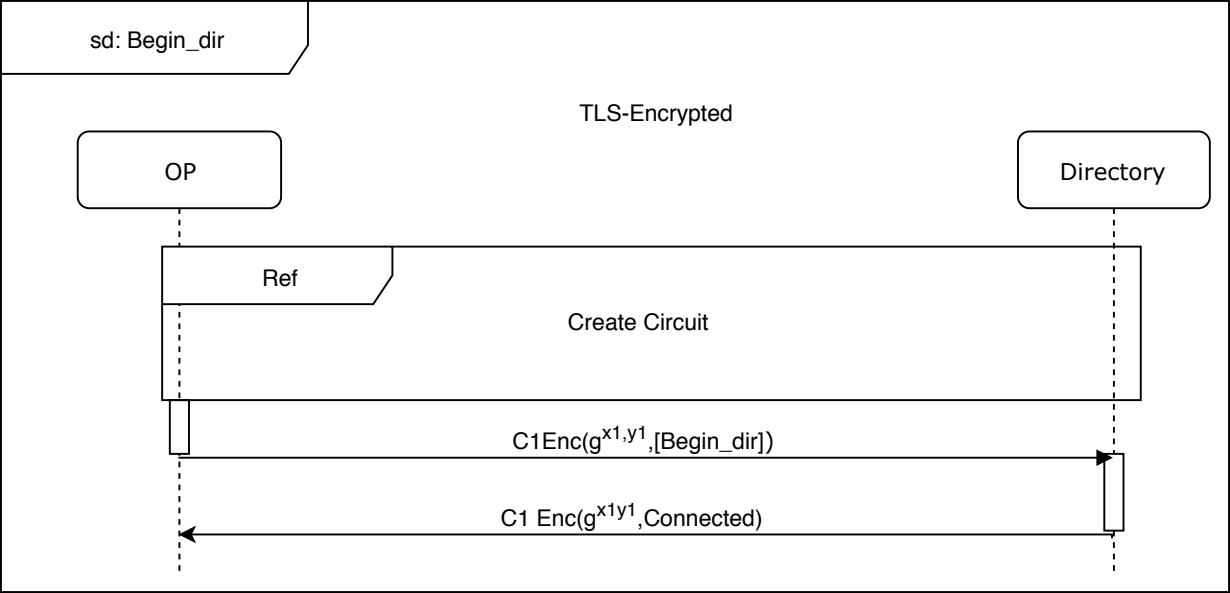 sd: Begin_dir
TLS-Encrypted
OP
Directory
Ref
Create Circuit
C1Enc(g^x1,y1,[Begin_dir])
C1 Enc(g^x1y1,Connected)